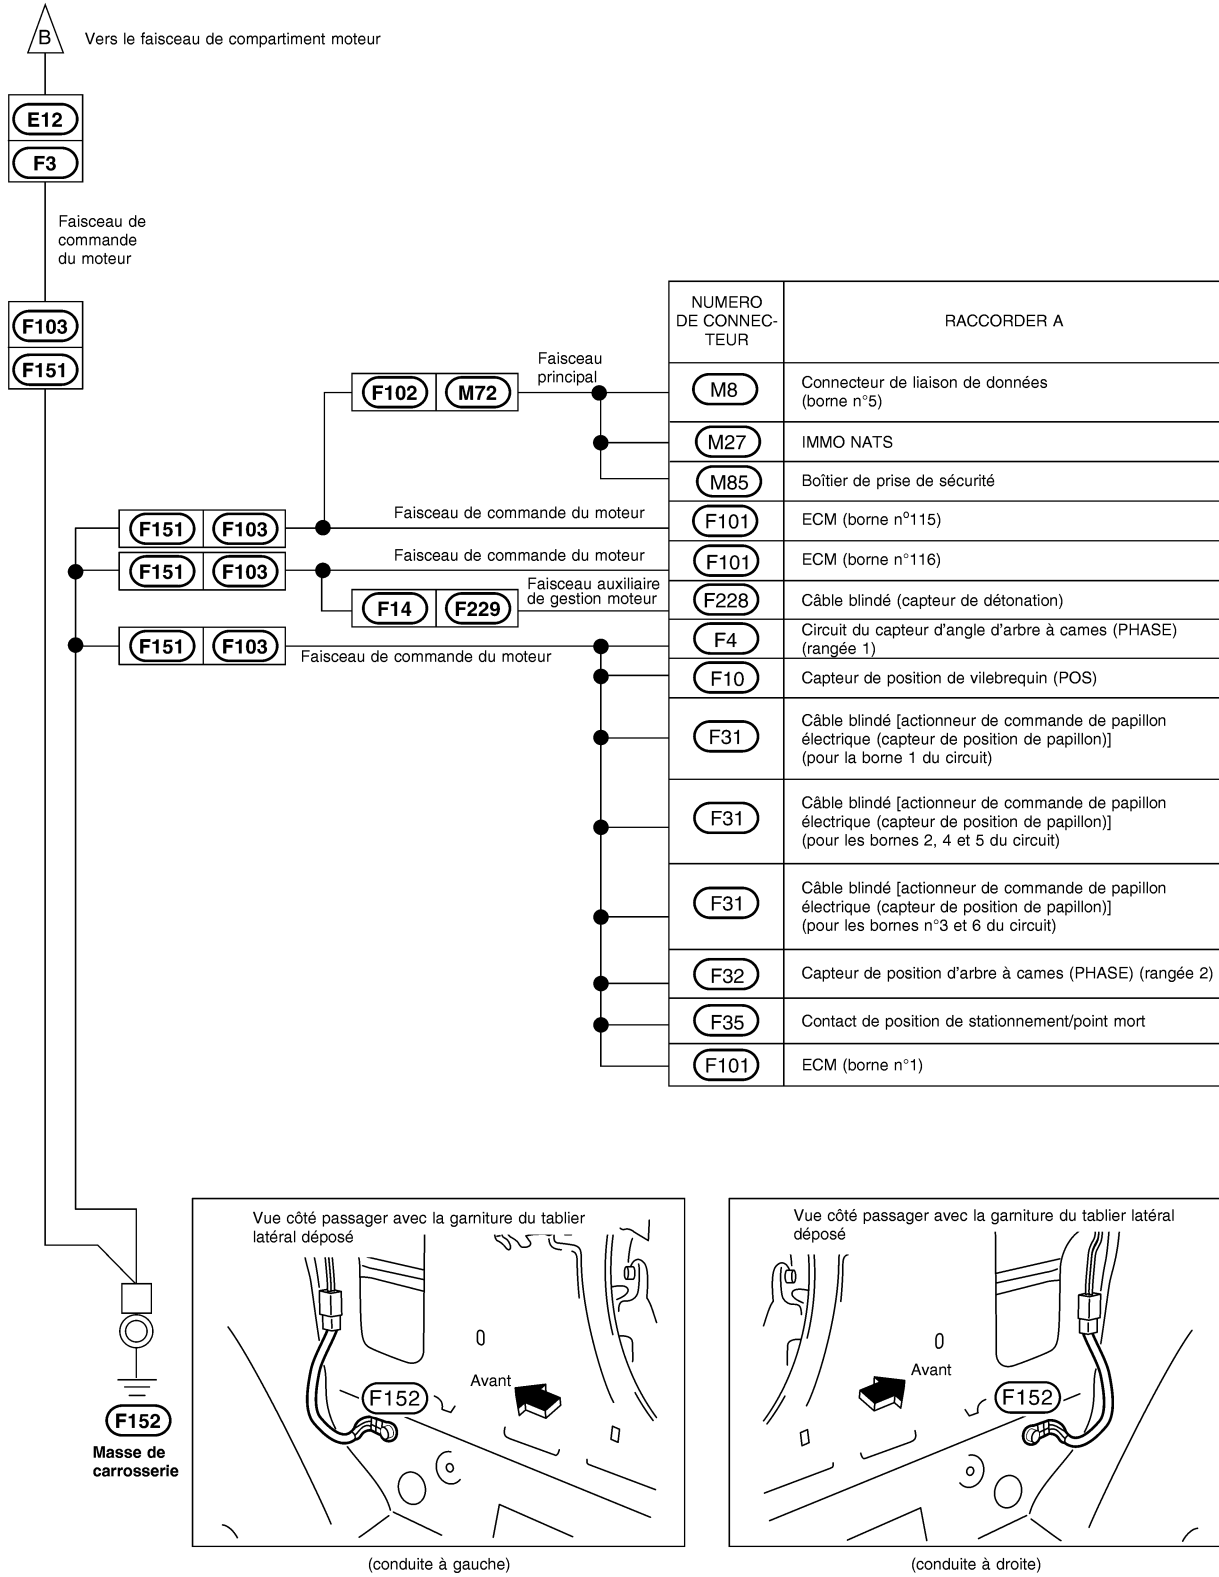 B
Vers le faisceau de compartiment moteur
E12
F3
Faisceau de
commande
du moteur
F103
F151
NUMERO
DE CONNEC-
TEUR
RACCORDER A
Faisceau
principal
F102
M72
M8
Connecteur de liaison de données
(borne n°5)
M27
IMMO NATS
M85
Boîtier de prise de sécurité
F151
F103
Faisceau de commande du moteur
F101
ECM (borne n°115)
F151
F103
Faisceau de commande du moteur
F101
ECM (borne n°116)
F14
F229
Faisceau auxiliaire
de gestion moteur
F228
Câble blindé (capteur de détonation)
F151
F103
Faisceau de commande du moteur
F4
Circuit du capteur d'angle d'arbre à cames (PHASE)
(rangée 1)
F10
Capteur de position de vilebrequin (POS)
F31
Câble blindé [actionneur de commande de papillon
électrique (capteur de position de papillon)]
(pour la borne 1 du circuit)
F31
Câble blindé [actionneur de commande de papillon
électrique (capteur de position de papillon)]
(pour les bornes 2, 4 et 5 du circuit)
F31
Câble blindé [actionneur de commande de papillon
électrique (capteur de position de papillon)]
(pour les bornes n°3 et 6 du circuit)
F32
Capteur de position d'arbre à cames (PHASE) (rangée 2)
F35
Contact de position de stationnement/point mort
F101
ECM (borne n°1)
F152
Masse de
carrosserie
Vue côté passager avec la garniture du tablier
latéral déposé
Avant
F152
(conduite à gauche)
Vue côté passager avec la garniture du tablier latéral
déposé
Avant
F152
(conduite à droite)